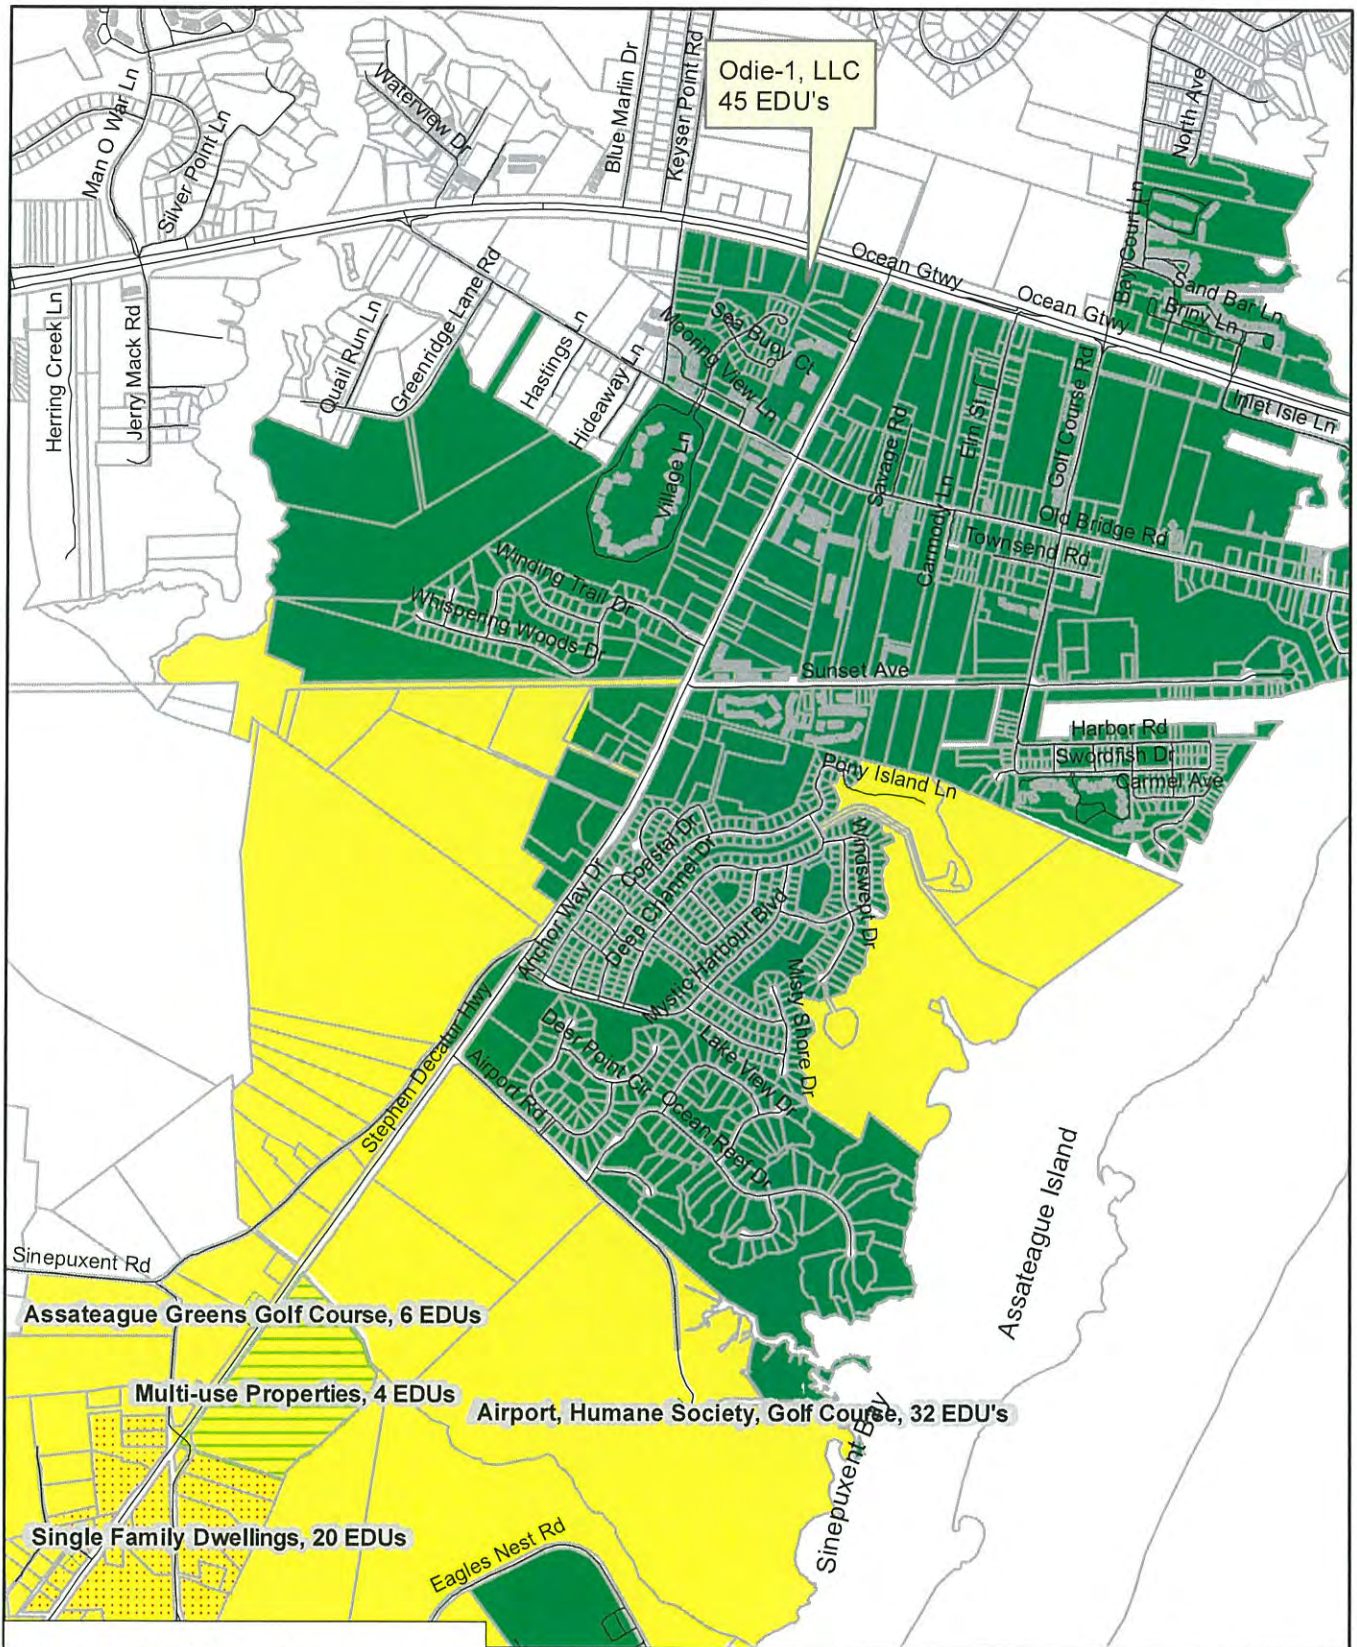 Odie-1, LLC
45 EDU's
Man O War Ln
Silver Point Ln
Waterview Dr
Blue Marlin Dr
Keyser Point Rd
North Ave
Bay Court Ln
Ocean Gtwy
Ocean Gtwy
Sand Bar Ln
Briny Ln
Inlet Isle Ln
Herring Creek Ln
Jerry Mack Rd
Quail Run Ln
Greenridge Lane Rd
Hastings Ln
Hideaway Ln
Sea Buoy Ct
Mooring View Ln
Village Ln
Savage Rd
Elm St
Golf Course Rd
Carmody Ln
Old Bridge Rd
Townsend Rd
Winding Trail Dr
Whispering Woods Dr
Sunset Ave
Harbor Rd
Swordfish Dr
Carmel Ave
Pony Island Ln
Windswept Dr
Coastal Dr
Deep Channel Dr
Anchor Way Dr
Mystic Harbour Blvd
Misty Shore Dr
Lake View Dr
Deer Point Cir
Ocean Reef Dr
Airport Rd
Stephen Decatur Hwy
Sinepuxent Rd
Assateague Island
Assateague Greens Golf Course, 6 EDUs
Multi-use Properties, 4 EDUs
Airport, Humane Society, Golf Course, 32 EDU's
Sinepuxent Bay
Single Family Dwellings, 20 EDUs
Eagles Nest Rd